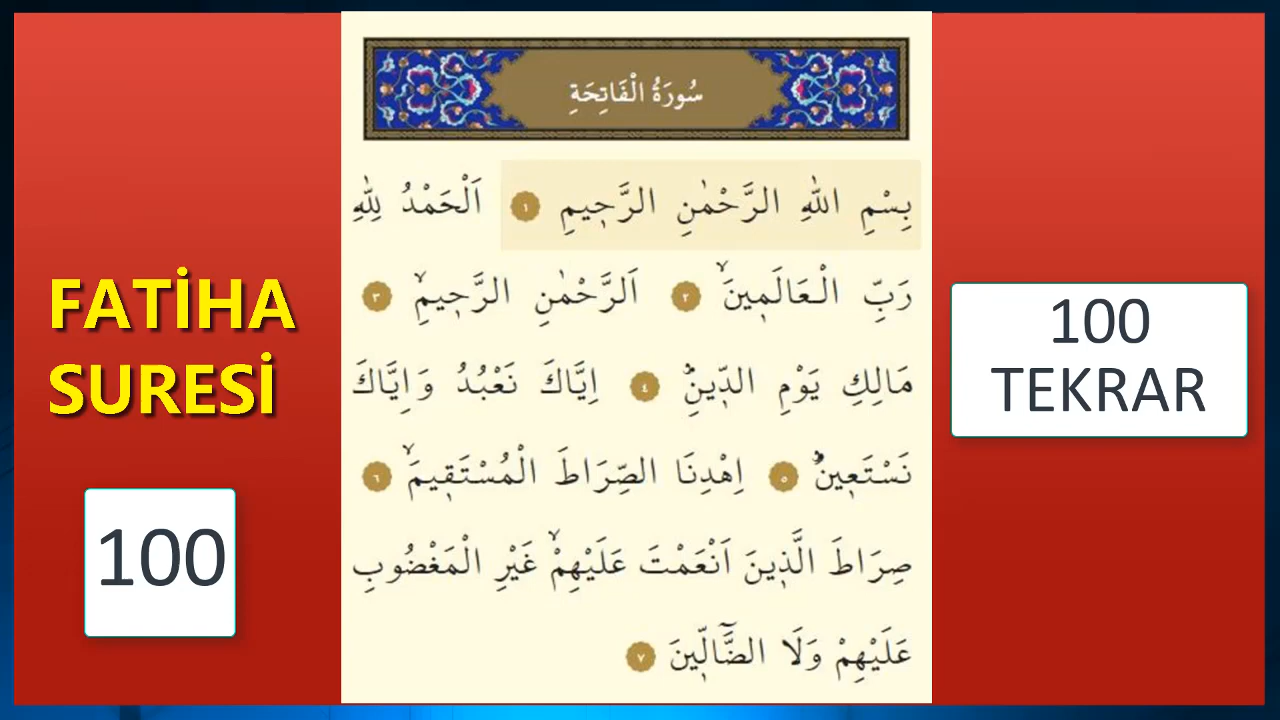 FATİHA
SURESİ
100
سُورَةُ الْفَاتِحَةِ
بِسْمِ اللّٰهِ الرَّحْمٰنِ الرَّح۪يمِ ١ اَلْحَمْدُ لِلّٰهِ
رَبِّ الْعَالَم۪ينَۙ ٢ اَلرَّحْمٰنِ الرَّح۪يمِۙ ٣
مَالِكِ يَوْمِ الدّ۪ينِۜ ٤ اِيَّاكَ نَعْبُدُ وَاِيَّاكَ
نَسْتَع۪ينُۜ ٥ اِهْدِنَا الصِّرَاطَ الْمُسْتَق۪يمَۙ ٦
صِرَاطَ الَّذ۪ينَ اَنْعَمْتَ عَلَيْهِمْۙ غَيْرِ الْمَغْضُوبِ
عَلَيْهِمْ وَلَا الضَّٓالّ۪ينَ ٧
100
TEKRAR